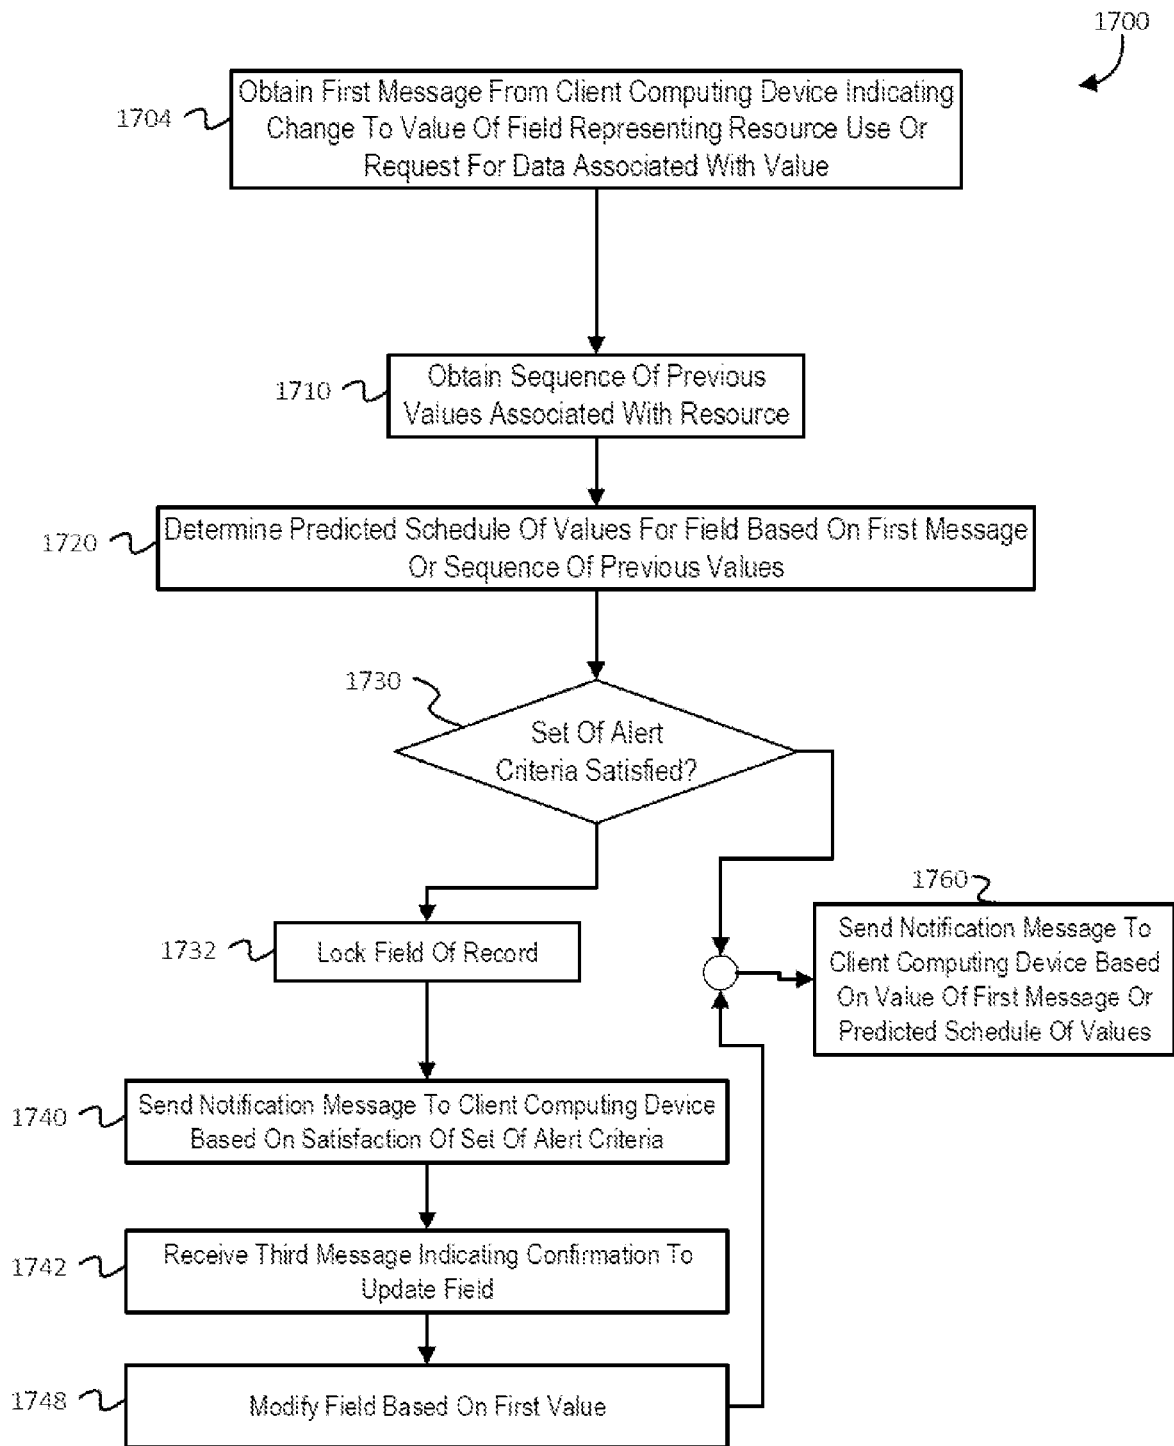 1700
1704
Obtain First Message From Client Computing Device Indicating
Change To Value Of Field Representing Resource Use Or
Request For Data Associated With Value
1710
Obtain Sequence Of Previous
Values Associated With Resource
1720
Determine Predicted Schedule Of Values For Field Based On First Message
Or Sequence Of Previous Values
1730
Set Of Alert
Criteria Satisfied?
1732
Lock Field Of Record
1760
Send Notification Message To
Client Computing Device Based
On Value Of First Message Or
Predicted Schedule Of Values
1740
Send Notification Message To Client Computing Device
Based On Satisfaction Of Set Of Alert Criteria
1742
Receive Third Message Indicating Confirmation To
Update Field
1748
Modify Field Based On First Value